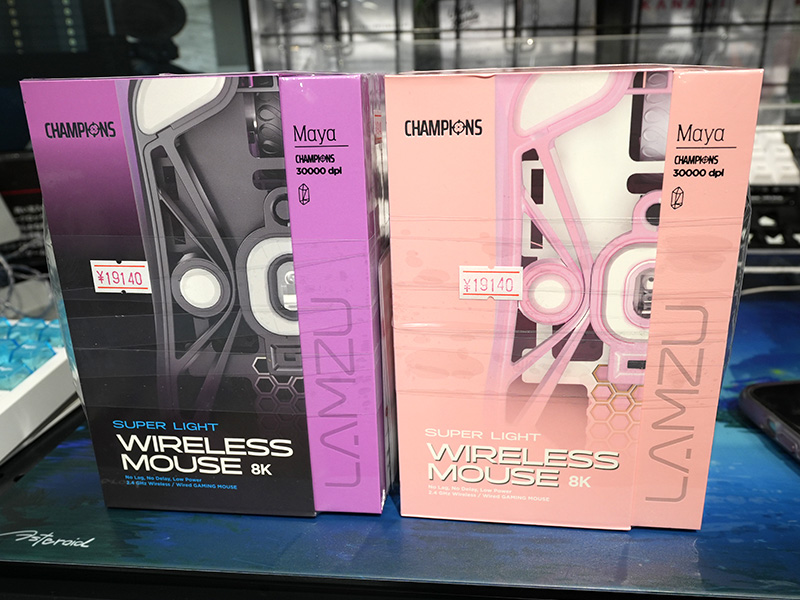 CHAMPIONS
Maya
CHAMPIONS
30000 dpi
¥19140
LAMZU
SUPER LIGHT
WIRELESS
MOUSE 8K
No Lag, No Delay, Low Power
2.4 GHz Wireless / Wired GAMING MOUSE
CHAMPIONS
Maya
CHAMPIONS
30000 dpi
¥19140
LAMZU
SUPER LIGHT
WIRELESS
MOUSE 8K
No Lag, No Delay, Low Power
2.4 GHz Wireless / Wired GAMING MOUSE
Asteroid